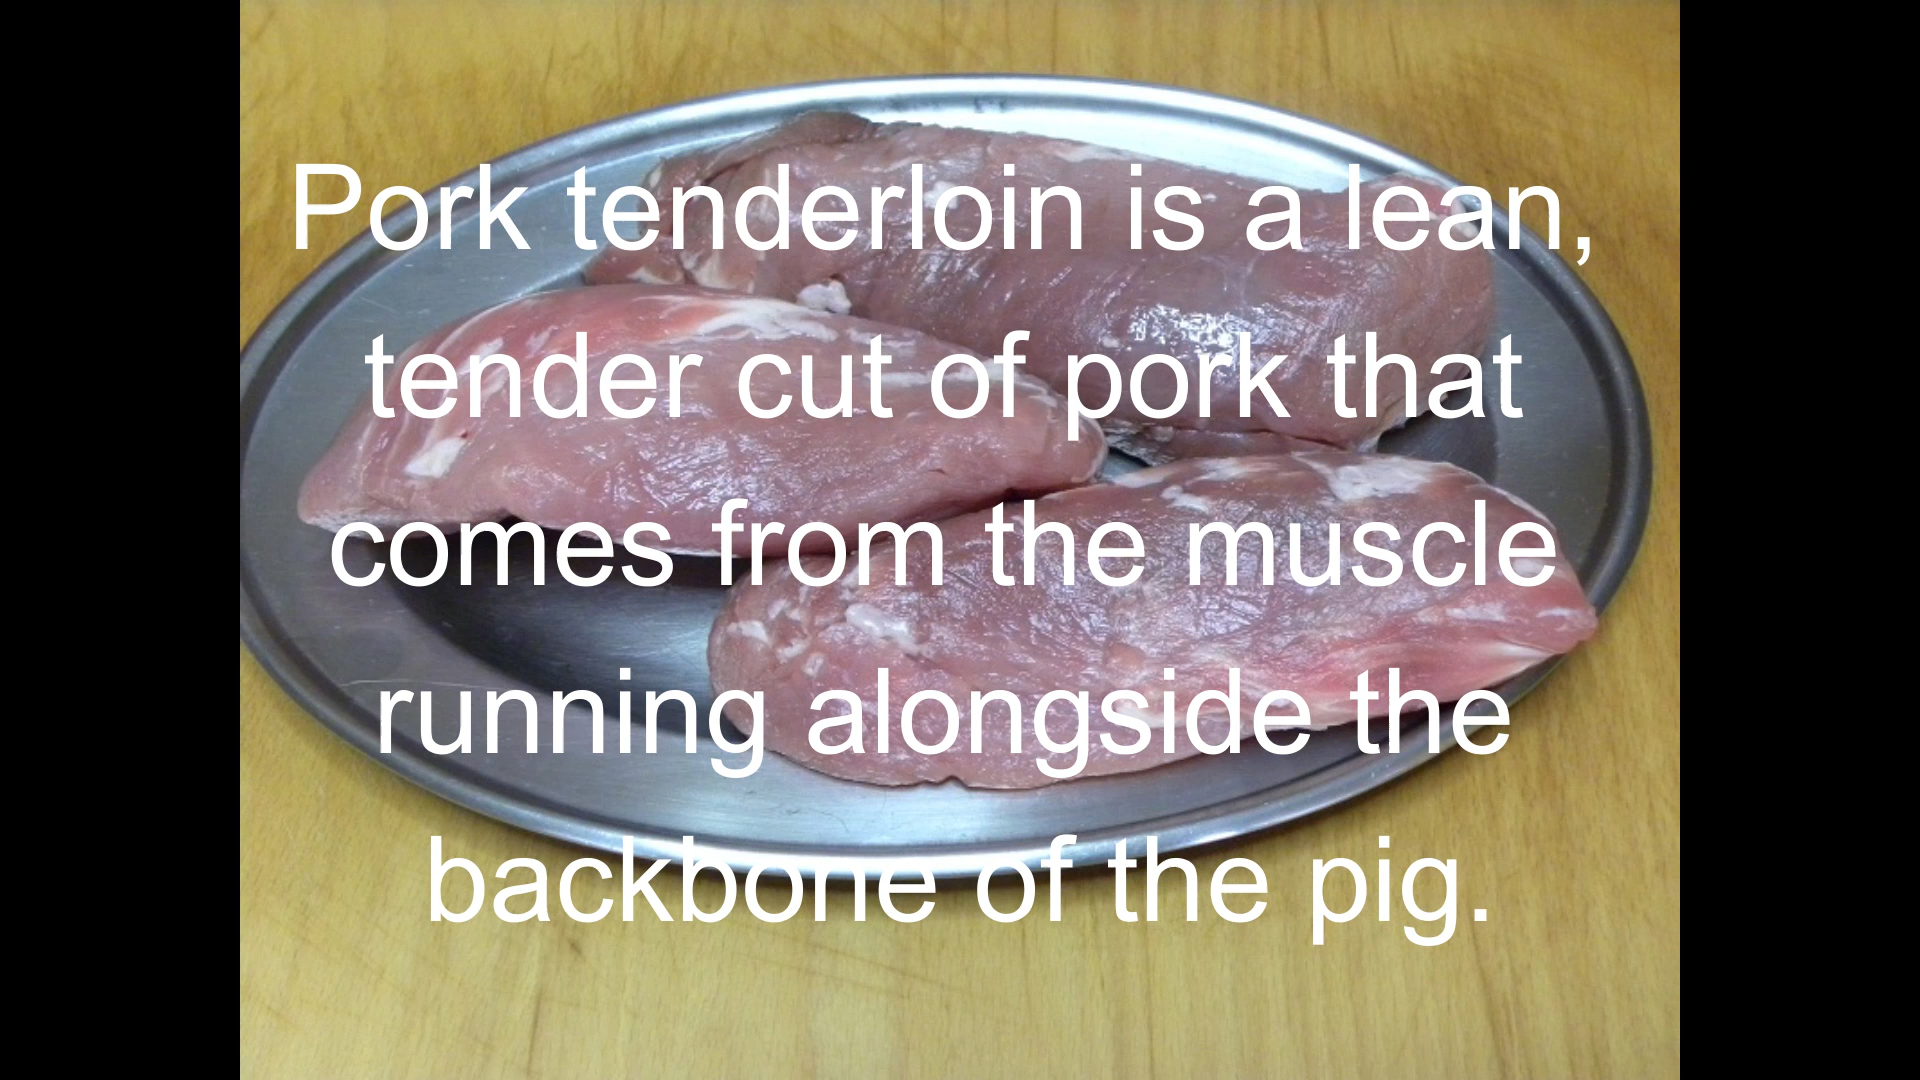 Pork tenderloin is a lean,
tender cut of pork that
comes from the muscle
running alongside the
backbone of the pig.